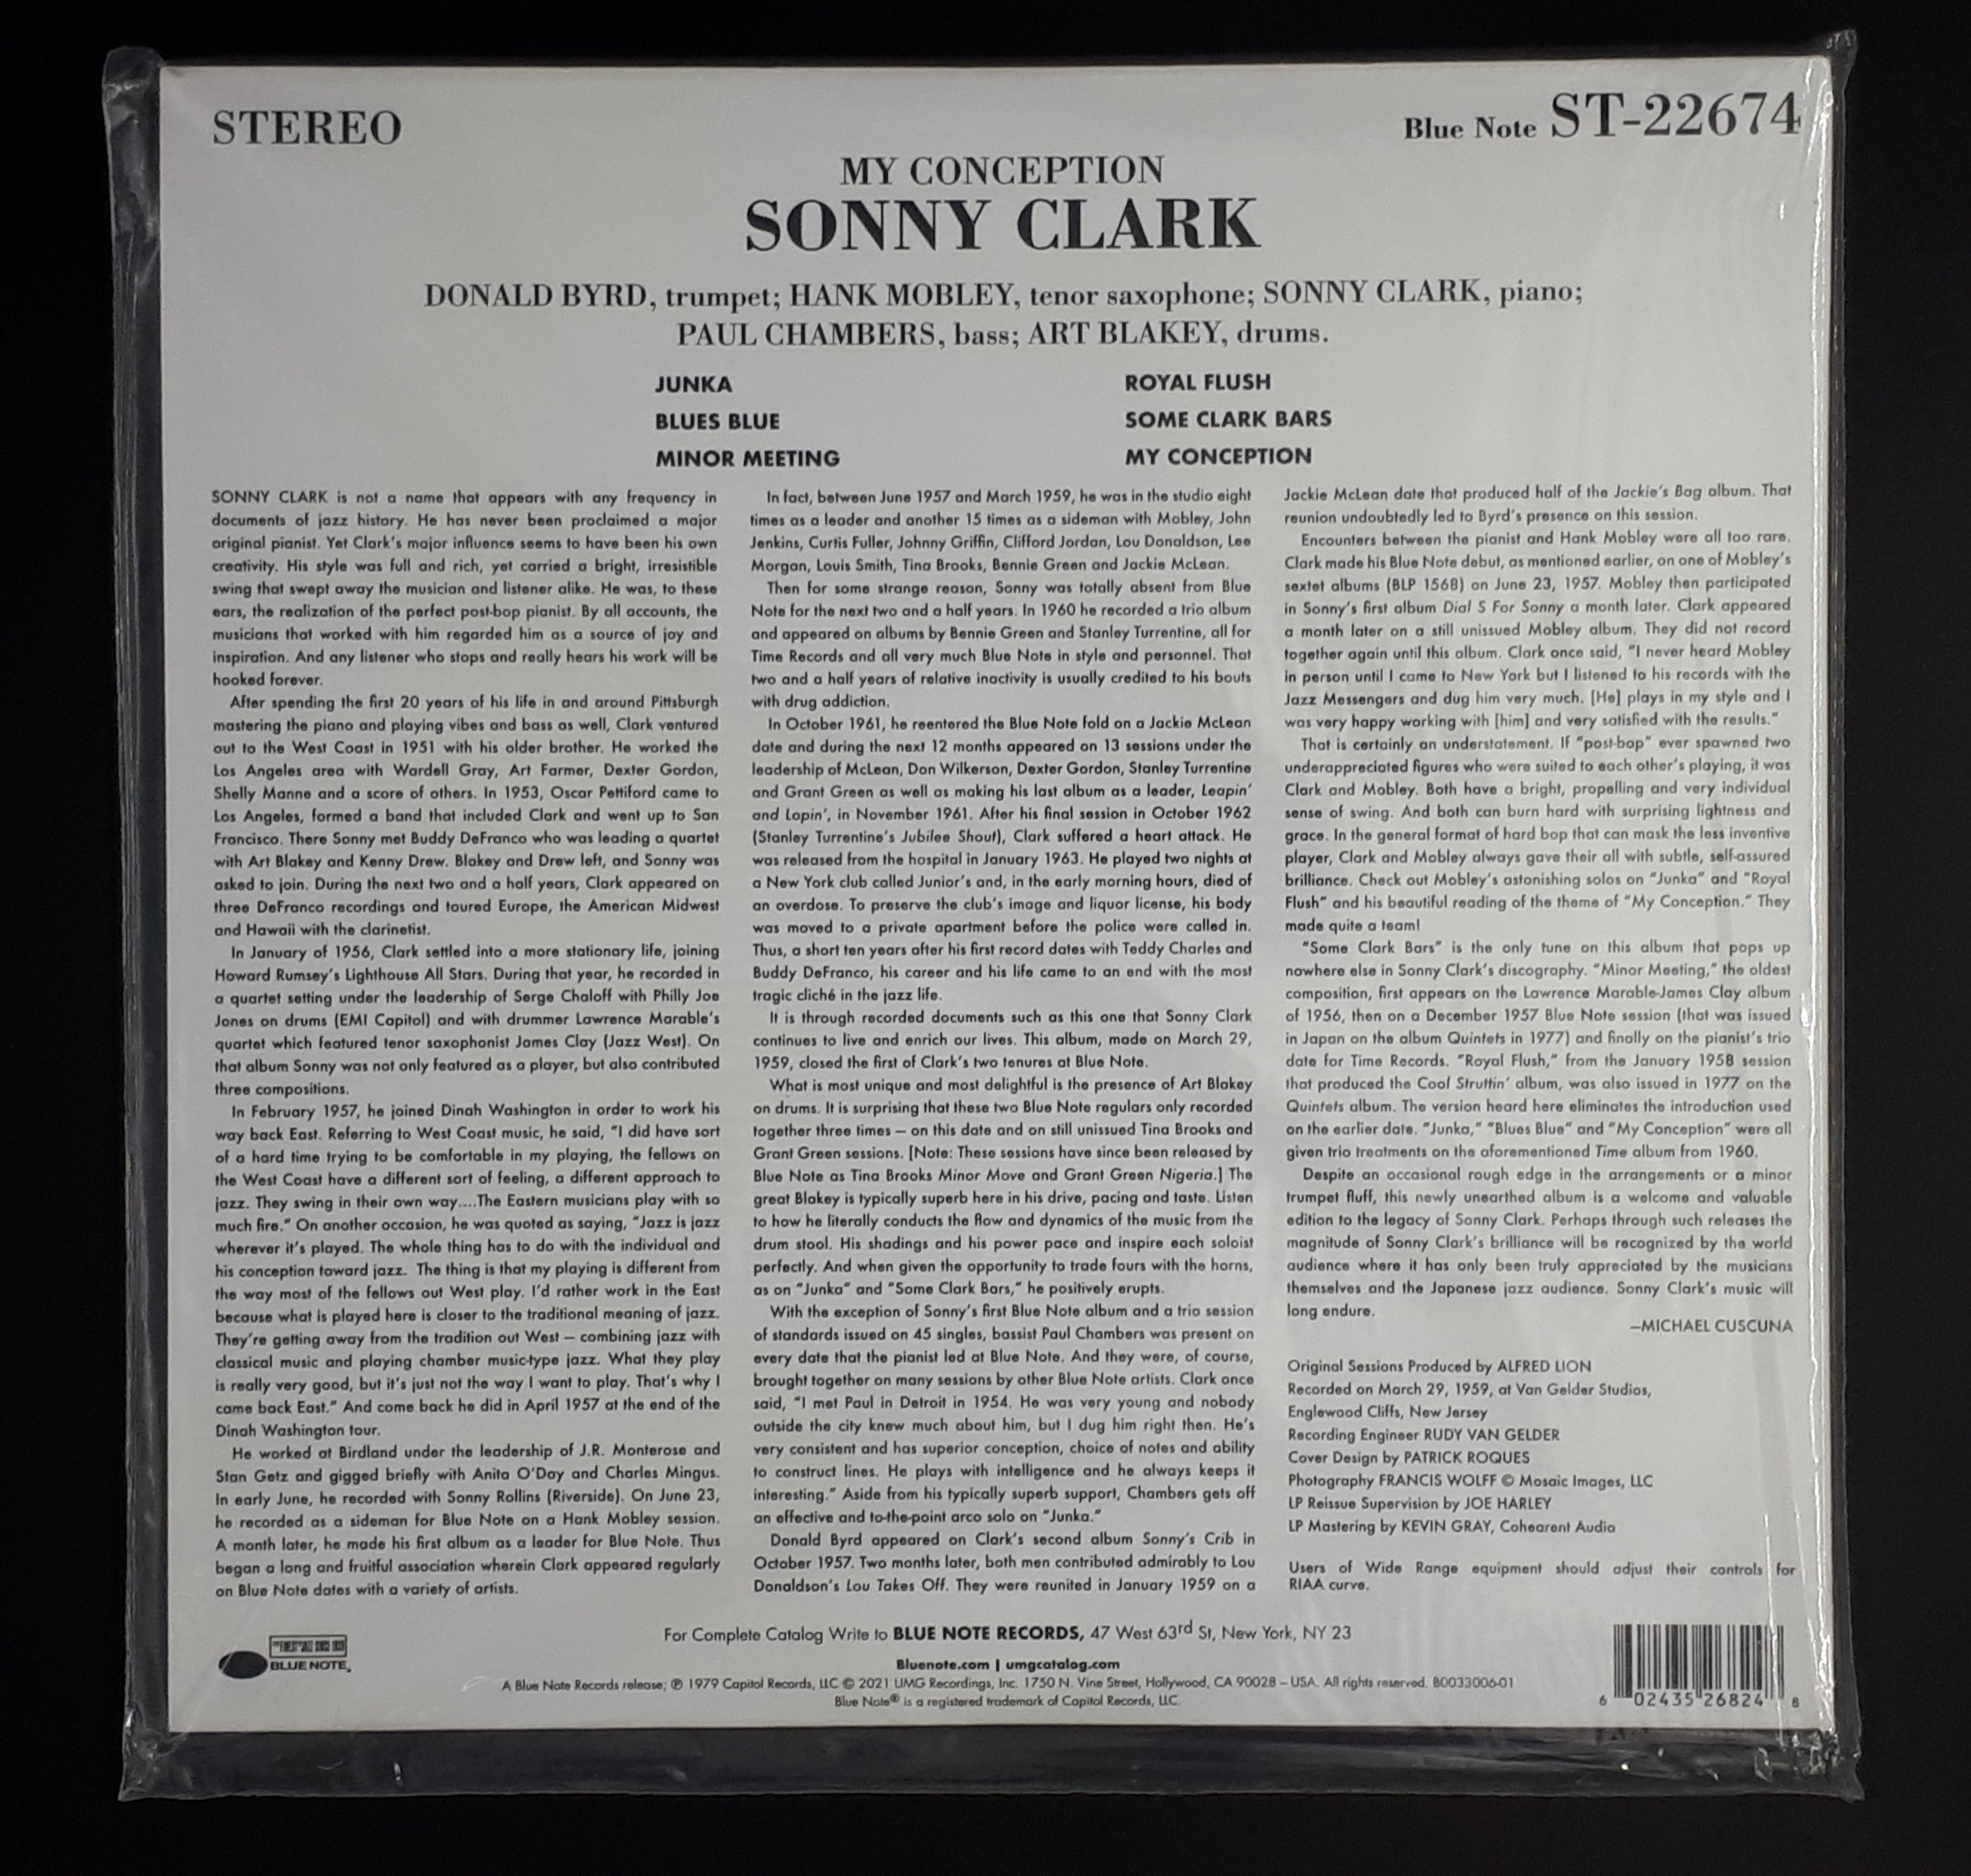 STEREO
Blue Note ST-22674
MY CONCEPTION
SONNY CLARK
DONALD BYRD, trumpet; HANK MOBLEY, tenor saxophone; SONNY CLARK, piano;
PAUL CHAMBERS, bass; ART BLAKEY, drums.
JUNKA
BLUES BLUE
MINOR MEETING
ROYAL FLUSH
SOME CLARK BARS
MY CONCEPTION
SONNY CLARK is not a name that appears with any frequency in
documents of jazz history. He has never been proclaimed a major
original pianist. Yet Clark's major influence seems to have been his own
creativity. His style was full and rich, yet carried a bright, irresistible
swing that swept away the musician and listener alike. He was, to these
ears, the realization of the perfect post-bop pianist. By all accounts, the
musicians that worked with him regarded him as a source of joy and
inspiration. And any listener who stops and really hears his work will be
hooked forever.
After spending the first 20 years of his life in and around Pittsburgh
mastering the piano and playing vibes and bass as well, Clark ventured
out to the West Coast in 1951 with his older brother. He worked the
Los Angeles area with Wardell Gray, Art Farmer, Dexter Gordon,
Shelly Manne and a score of others. In 1953, Oscar Pettiford came to
Los Angeles, formed a band that included Clark and went up to San
Francisco. There Sonny met Buddy DeFranco who was leading a quartet
with Art Blakey and Kenny Drew. Blakey and Drew left, and Sonny was
asked to join. During the next two and a half years, Clark appeared on
three DeFranco recordings and toured Europe, the American Midwest
and Hawaii with the clarinetist.
In January of 1956, Clark settled into a more stationary life, joining
Howard Rumsey's Lighthouse All Stars. During that year, he recorded in
a quartet setting under the leadership of Serge Chaloff with Philly Joe
Jones on drums (EMI Capitol) and with drummer Lawrence Marable's
quartet which featured tenor saxophonist James Clay (Jazz West). On
that album Sonny was not only featured as a player, but also contributed
three compositions.
In February 1957, he joined Dinah Washington in order to work his
way back East. Referring to West Coast music, he said, "I did have sort
of a hard time trying to be comfortable in my playing, the fellows on
the West Coast have a different sort of feeling, a different approach to
jazz. They swing in their own way....The Eastern musicians play with so
much fire." On another occasion, he was quoted as saying, "Jazz is jazz
wherever it's played. The whole thing has to do with the individual and
his conception toward jazz. The thing is that my playing is different from
the way most of the fellows out West play. I'd rather work in the East
because what is played here is closer to the traditional meaning of jazz.
They're getting away from the tradition out West – combining jazz with
classical music and playing chamber music-type jazz. What they play
is really very good, but it's just not the way I want to play. That's why I
came back East." And come back he did in April 1957 at the end of the
Dinah Washington tour.
He worked at Birdland under the leadership of J.R. Monterose and
Stan Getz and gigged briefly with Anita O'Day and Charles Mingus.
In early June, he recorded with Sonny Rollins (Riverside). On June 23,
he recorded as a sideman for Blue Note on a Hank Mobley session.
A month later, he made his first album as a leader for Blue Note. Thus
began a long and fruitful association wherein Clark appeared regularly
on Blue Note dates with a variety of artists.
In fact, between June 1957 and March 1959, he was in the studio eight
times as a leader and another 15 times as a sideman with Mobley, John
Jenkins, Curtis Fuller, Johnny Griffin, Clifford Jordan, Lou Donaldson, Lee
Morgan, Louis Smith, Tina Brooks, Bennie Green and Jackie McLean.
Then for some strange reason, Sonny was totally absent from Blue
Note for the next two and a half years. In 1960 he recorded a trio album
and appeared on albums by Bennie Green and Stanley Turrentine, all for
Time Records and all very much Blue Note in style and personnel. That
two and a half years of relative inactivity is usually credited to his bouts
with drug addiction.
In October 1961, he reentered the Blue Note fold on a Jackie McLean
date and during the next 12 months appeared on 13 sessions under the
leadership of McLean, Don Wilkerson, Dexter Gordon, Stanley Turrentine
and Grant Green as well as making his last album as a leader, Leapin'
and Lopin', in November 1961. After his final session in October 1962
(Stanley Turrentine's Jubilee Shout), Clark suffered a heart attack. He
was released from the hospital in January 1963. He played two nights at
a New York club called Junior's and, in the early morning hours, died of
an overdose. To preserve the club's image and liquor license, his body
was moved to a private apartment before the police were called in.
Thus, a short ten years after his first record dates with Teddy Charles and
Buddy DeFranco, his career and his life came to an end with the most
tragic cliché in the jazz life.
It is through recorded documents such as this one that Sonny Clark
continues to live and enrich our lives. This album, made on March 29,
1959, closed the first of Clark's two tenures at Blue Note.
What is most unique and most delightful is the presence of Art Blakey
on drums. It is surprising that these two Blue Note regulars only recorded
together three times – on this date and on still unissued Tina Brooks and
Grant Green sessions. [Note: These sessions have since been released by
Blue Note as Tina Brooks Minor Move and Grant Green Nigeria.] The
great Blakey is typically superb here in his drive, pacing and taste. Listen
to how he literally conducts the flow and dynamics of the music from the
drum stool. His shadings and his power pace and inspire each soloist
perfectly. And when given the opportunity to trade fours with the horns,
as on "Junka" and "Some Clark Bars," he positively erupts.
With the exception of Sonny's first Blue Note album and a trio session
of standards issued on 45 singles, bassist Paul Chambers was present on
every date that the pianist led at Blue Note. And they were, of course,
brought together on many sessions by other Blue Note artists. Clark once
said, "I met Paul in Detroit in 1954. He was very young and nobody
outside the city knew much about him, but I dug him right then. He's
very consistent and has superior conception, choice of notes and ability
to construct lines. He plays with intelligence and he always keeps it
interesting." Aside from his typically superb support, Chambers gets off
an effective and to-the-point arco solo on "Junka."
Donald Byrd appeared on Clark's second album Sonny's Crib in
October 1957. Two months later, both men contributed admirably to Lou
Donaldson's Lou Takes Off. They were reunited in January 1959 on a
Jackie McLean date that produced half of the Jackie's Bag album. That
reunion undoubtedly led to Byrd's presence on this session.
Encounters between the pianist and Hank Mobley were all too rare.
Clark made his Blue Note debut, as mentioned earlier, on one of Mobley's
sextet albums (BLP 1568) on June 23, 1957. Mobley then participated
in Sonny's first album Dial S For Sonny a month later. Clark appeared
a month later on a still unissued Mobley album. They did not record
together again until this album. Clark once said, "I never heard Mobley
in person until I came to New York but I listened to his records with the
Jazz Messengers and dug him very much. [He] plays in my style and I
was very happy working with [him] and very satisfied with the results."
That is certainly an understatement. If "post-bop" ever spawned two
underappreciated figures who were suited to each other's playing, it was
Clark and Mobley. Both have a bright, propelling and very individual
sense of swing. And both can burn hard with surprising lightness and
grace. In the general format of hard bop that can mask the less inventive
player, Clark and Mobley always gave their all with subtle, self-assured
brilliance. Check out Mobley's astonishing solos on "Junka" and "Royal
Flush" and his beautiful reading of the theme of "My Conception." They
made quite a team!
"Some Clark Bars" is the only tune on this album that pops up
nowhere else in Sonny Clark's discography. "Minor Meeting," the oldest
composition, first appears on the Lawrence Marable-James Clay album
of 1956, then on a December 1957 Blue Note session (that was issued
in Japan on the album Quintets in 1977) and finally on the pianist's trio
date for Time Records. "Royal Flush," from the January 1958 session
that produced the Cool Struttin' album, was also issued in 1977 on the
Quintets album. The version heard here eliminates the introduction used
on the earlier date. "Junka," "Blues Blue" and "My Conception" were all
given trio treatments on the aforementioned Time album from 1960.
Despite an occasional rough edge in the arrangements or a minor
trumpet fluff, this newly unearthed album is a welcome and valuable
edition to the legacy of Sonny Clark. Perhaps through such releases the
magnitude of Sonny Clark's brilliance will be recognized by the world
audience where it has only been truly appreciated by the musicians
themselves and the Japanese jazz audience. Sonny Clark's music will
long endure.
—MICHAEL CUSCUNA
Original Sessions Produced by ALFRED LION
Recorded on March 29, 1959, at Van Gelder Studios,
Englewood Cliffs, New Jersey
Recording Engineer RUDY VAN GELDER
Cover Design by PATRICK ROQUES
Photography FRANCIS WOLFF © Mosaic Images, LLC
LP Reissue Supervision by JOE HARLEY
LP Mastering by KEVIN GRAY, Cohearent Audio
Users of Wide Range equipment should adjust their controls for
RIAA curve.
For Complete Catalog Write to BLUE NOTE RECORDS, 47 West 63rd St, New York, NY 23
BLUE NOTE
Bluenote.com | umgcatalog.com
A Blue Note Records release; ℗ 1979 Capitol Records, LLC © 2021 UMG Recordings, Inc. 1750 N. Vine Street, Hollywood, CA 90028 – USA. All rights reserved. B0033006-01
Blue Note® is a registered trademark of Capitol Records, LLC.
6 02435 26824 8